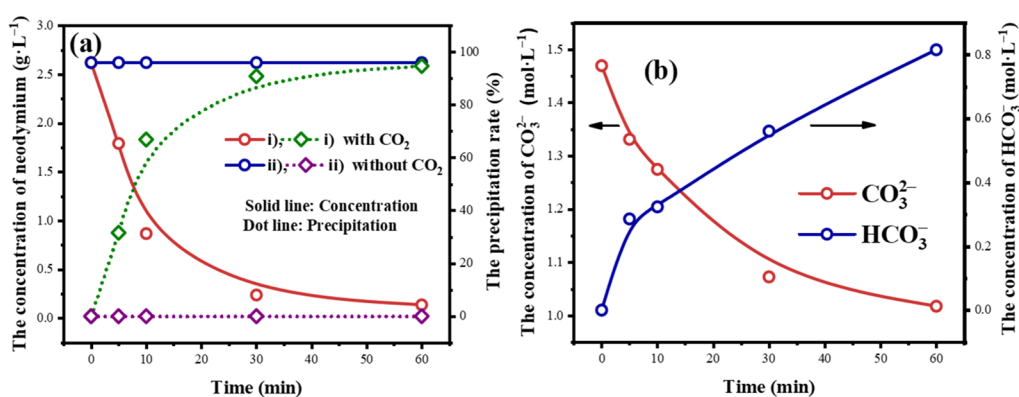 (a)
The concentration of neodymium (g·L⁻¹)
3.0
2.5
2.0
1.5
1.0
0.5
0.0
100
80
60
40
20
0
The precipitation rate (%)
i), i) with CO₂
ii), ii) without CO₂
Solid line: Concentration
Dot line: Precipitation
0 10 20 30 40 50 60
Time (min)
(b)
The concentration of CO₃²⁻ (mol·L⁻¹)
1.5
1.4
1.3
1.2
1.1
1.0
0.8
0.6
0.4
0.2
0.0
The concentration of HCO₃⁻ (mol·L⁻¹)
CO₃²⁻
HCO₃⁻
0 10 20 30 40 50 60
Time (min)